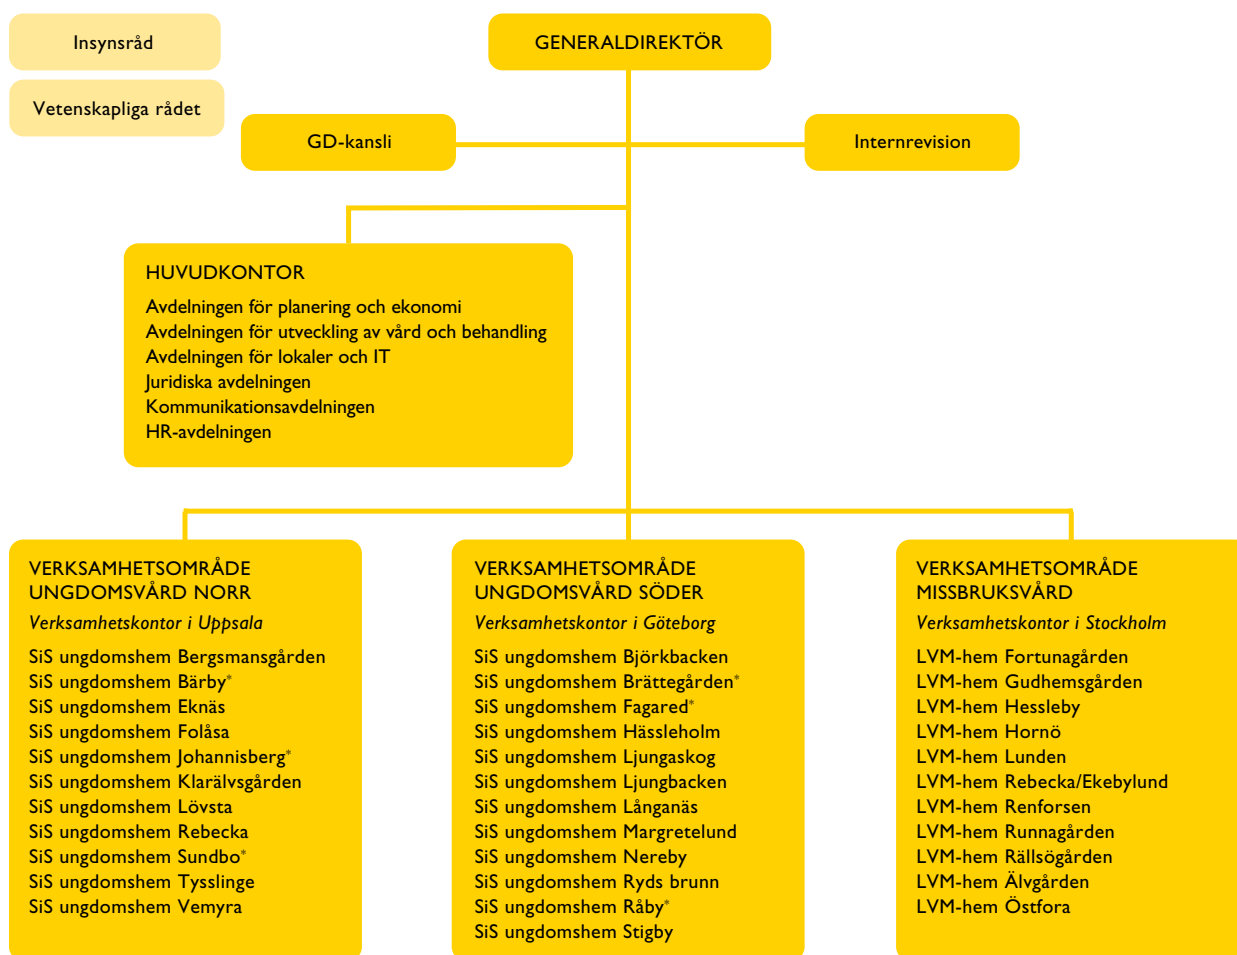 Insynsråd
GENERALDIREKTÖR
Vetenskapliga rådet
GD-kansli
Internrevision
HUVUDKONTOR
Avdelningen för planering och ekonomi
Avdelningen för utveckling av vård och behandling
Avdelningen för lokaler och IT
Juridiska avdelningen
Kommunikationsavdelningen
HR-avdelningen
VERKSAMHETSOMRÅDE
UNGDOMSVÅRD NORR
Verksamhetskontor i Uppsala
SiS ungdomshem Bergsmansgården
SiS ungdomshem Bärby*
SiS ungdomshem Eknäs
SiS ungdomshem Folåsa
SiS ungdomshem Johannisberg*
SiS ungdomshem Klarälvsgården
SiS ungdomshem Lövsta
SiS ungdomshem Rebecka
SiS ungdomshem Sundbo*
SiS ungdomshem Tysslinge
SiS ungdomshem Vemyra
VERKSAMHETSOMRÅDE
UNGDOMSVÅRD SÖDER
Verksamhetskontor i Göteborg
SiS ungdomshem Björkbacken
SiS ungdomshem Brättegården*
SiS ungdomshem Fagared*
SiS ungdomshem Hässleholm
SiS ungdomshem Ljungaskog
SiS ungdomshem Ljungbacken
SiS ungdomshem Långanäs
SiS ungdomshem Margretelund
SiS ungdomshem Nereby
SiS ungdomshem Ryds brunn
SiS ungdomshem Råby*
SiS ungdomshem Stigby
VERKSAMHETSOMRÅDE
MISSBRUKSVÅRD
Verksamhetskontor i Stockholm
LVM-hem Fortunagården
LVM-hem Gudhemsgården
LVM-hem Hessleby
LVM-hem Hornö
LVM-hem Lunden
LVM-hem Rebecka/Ekebylund
LVM-hem Renforsen
LVM-hem Runnagården
LVM-hem Rällsögården
LVM-hem Älvgården
LVM-hem Östfora